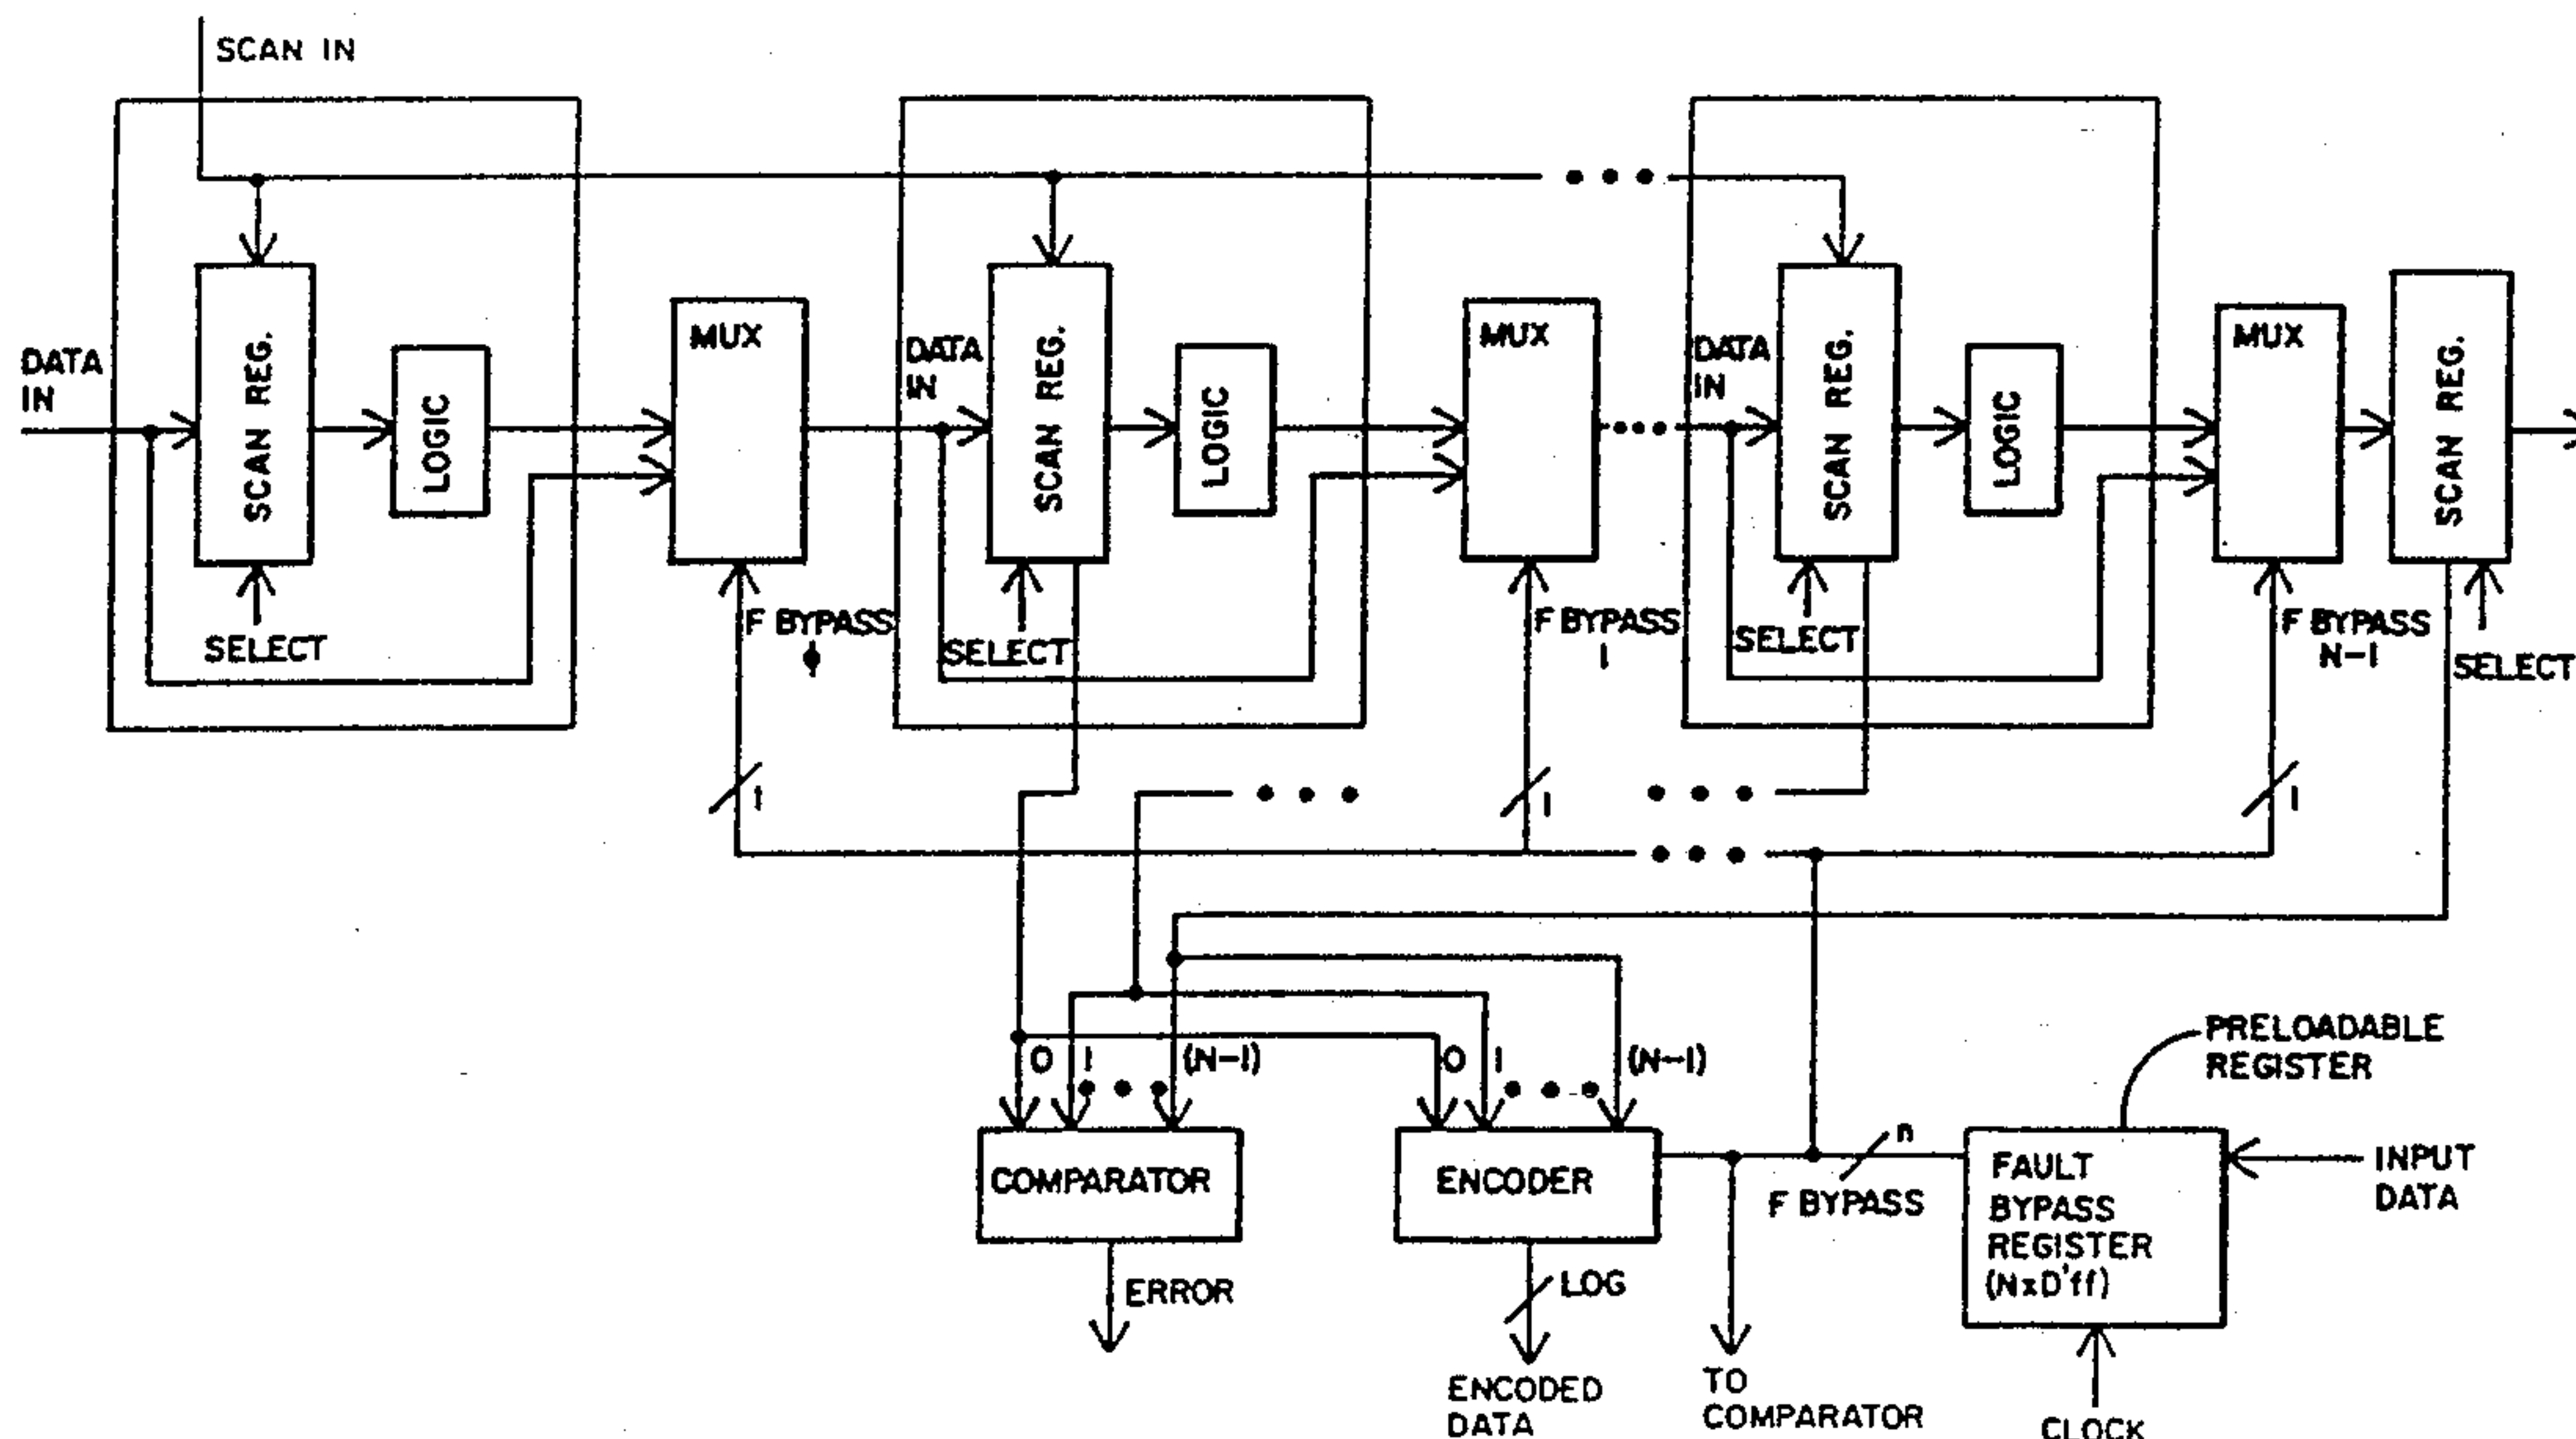 SCAN IN
DATA
IN
SCAN REG.
LOGIC
MUX
DATA
IN
SCAN REG.
LOGIC
MUX
DATA
IN
SCAN REG.
LOGIC
MUX
SCAN REG.
SELECT
F BYPASS
ϕ
SELECT
F BYPASS
1
SELECT
F BYPASS
N-1
SELECT
1
1
1
0 1 (N-1)
0 1 (N-1)
PRELOADABLE
REGISTER
COMPARATOR
ENCODER
n
F BYPASS
FAULT
BYPASS
REGISTER
(NxD'ff)
INPUT
DATA
ERROR
LOG
ENCODED
DATA
TO
COMPARATOR
CLOCK